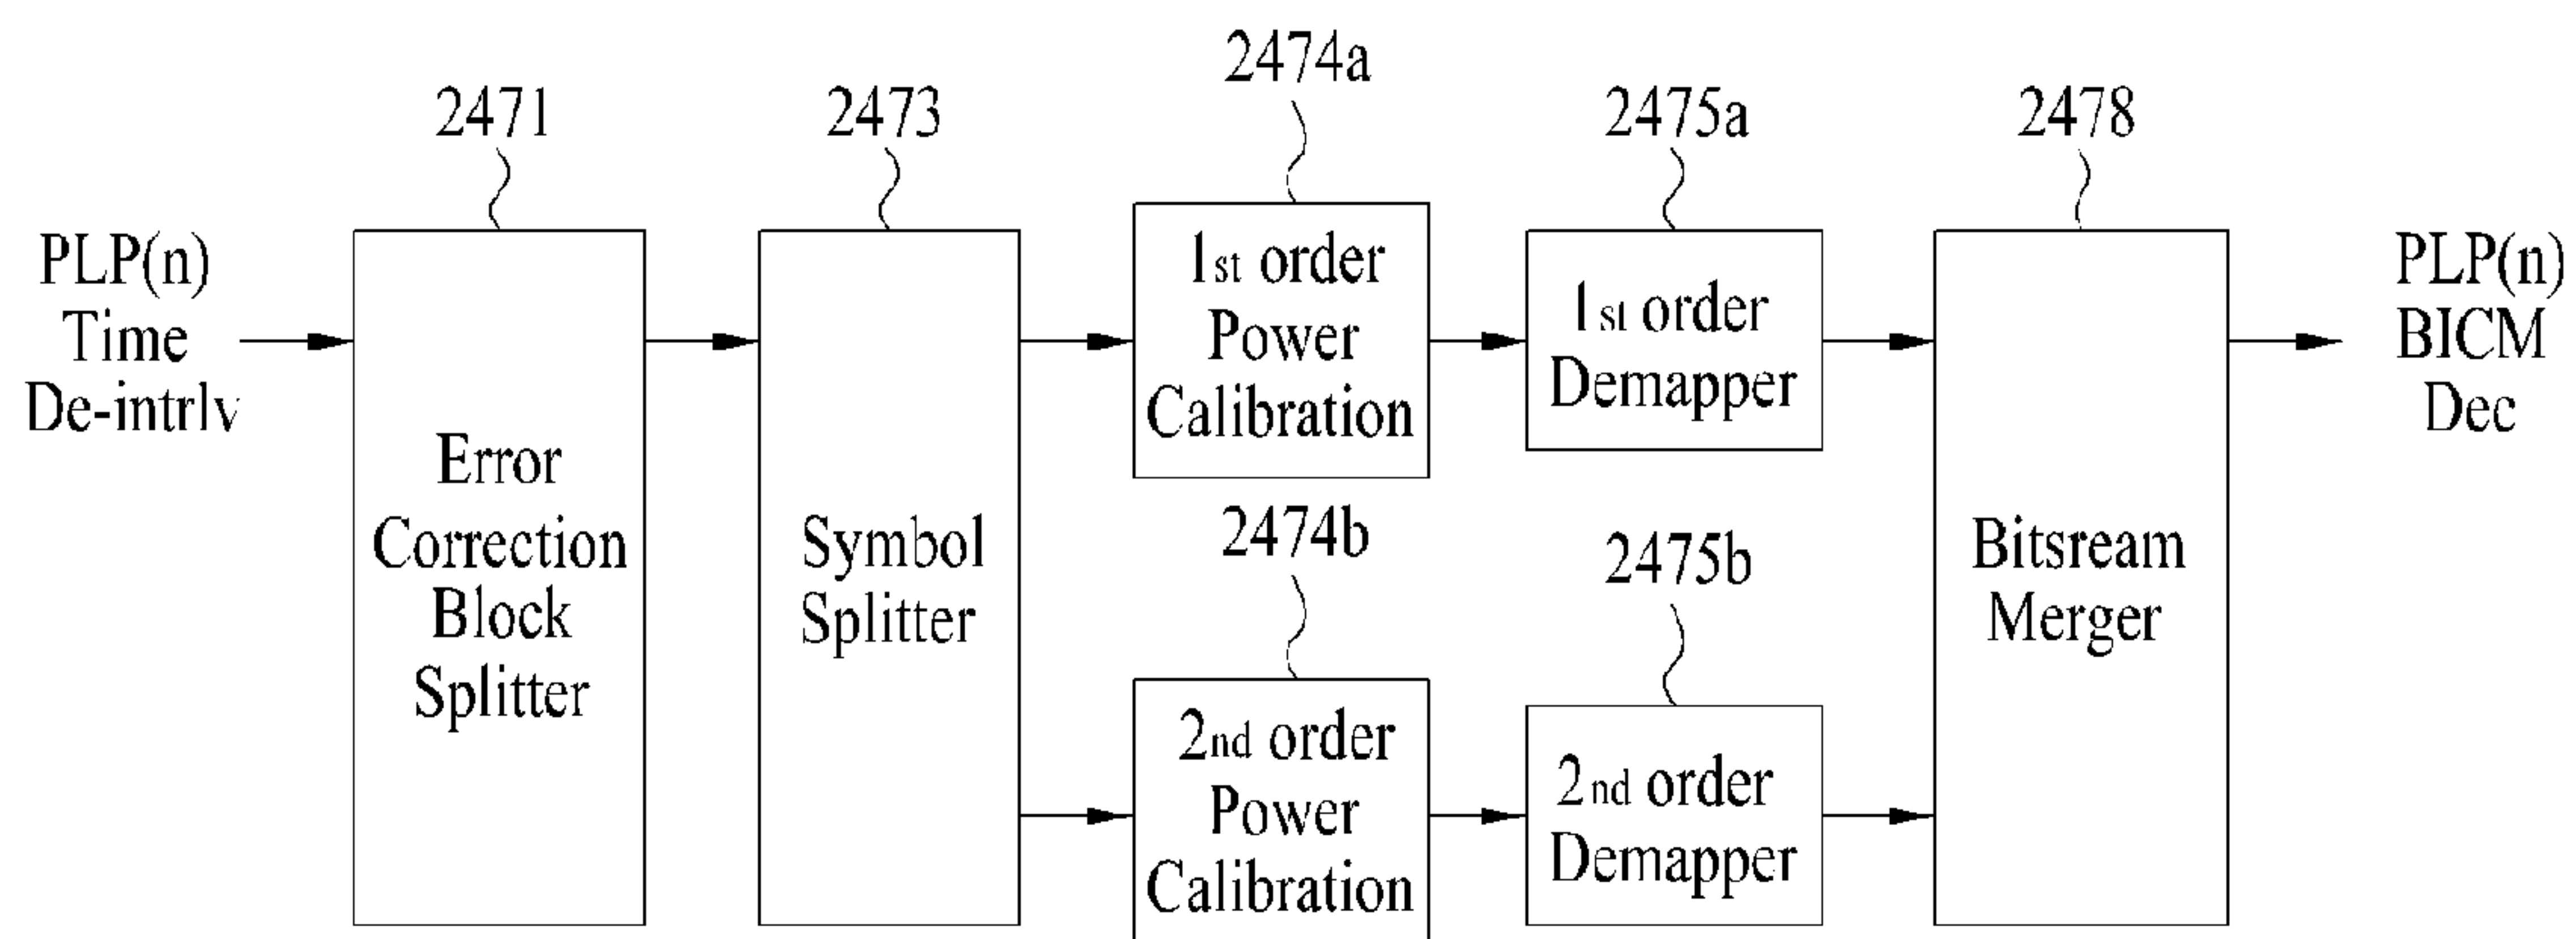 2471
2473
2474a
2475a
2478
PLP(n)
Time
De-intrlv
Error
Correction
Block
Splitter
Symbol
Splitter
1st order
Power
Calibration
1st order
Demapper
2474b
2nd order
Power
Calibration
2475b
2nd order
Demapper
Bitsream
Merger
PLP(n)
BICM
Dec